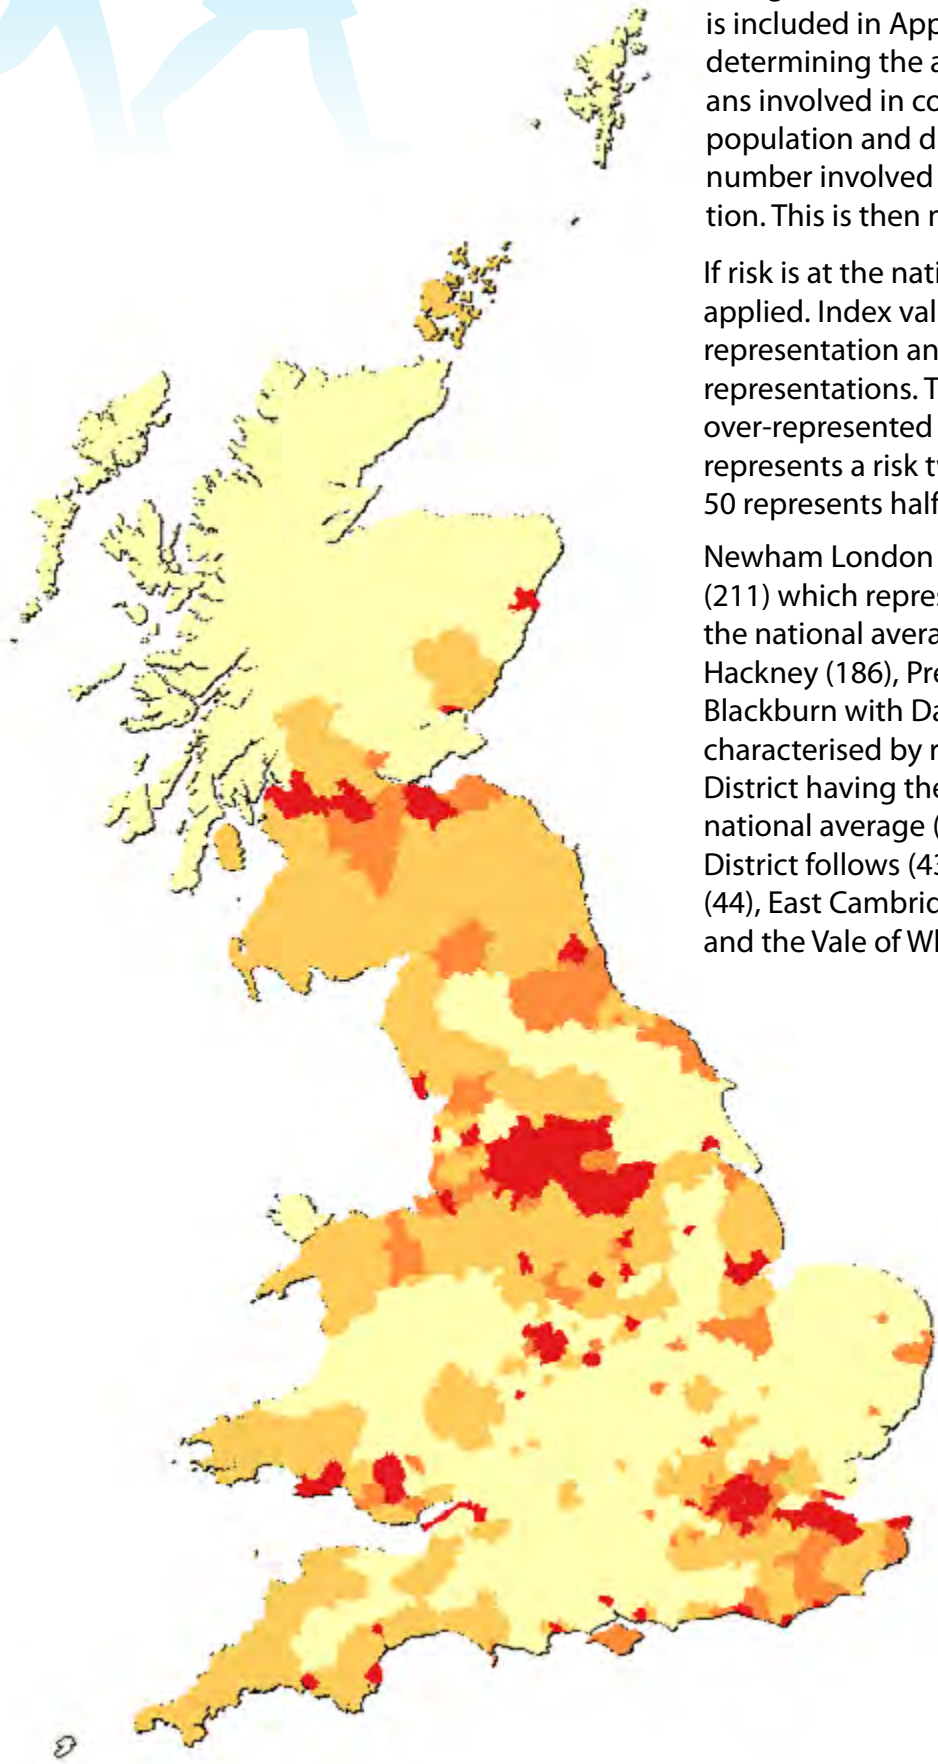 is included in App
determining the a
ans involved in co
population and d
number involved
tion. This is then
If risk is at the nati
applied. Index val
representation an
representations. T
over-represented
represents a risk t
50 represents half
Newham London
(211) which repres
the national avera
Hackney (186), Pre
Blackburn with Da
characterised by
District having the
national average (
District follows (43
(44), East Cambrid
and the Vale of W